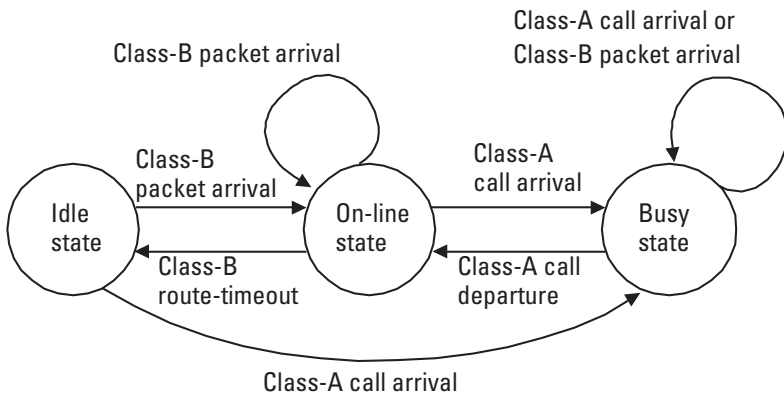 Class-A call arrival or
Class-B packet arrival
Class-B packet arrival
Class-B
packet arrival
Class-A
call arrival
Idle
state
On-line
state
Busy
state
Class-B
route-timeout
Class-A call
departure
Class-A call arrival